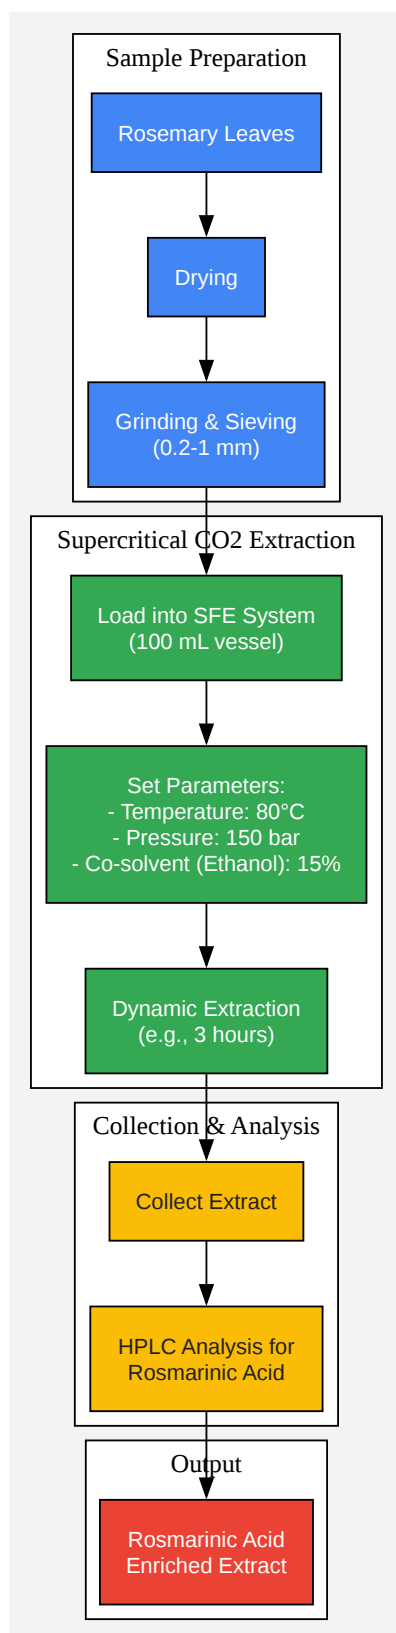 Sample Preparation
Rosemary Leaves
Drying
Grinding & Sieving
(0.2-1 mm)
Supercritical CO2 Extraction
Load into SFE System
(100 mL vessel)
Set Parameters:
- Temperature: 80°C
- Pressure: 150 bar
- Co-solvent (Ethanol): 15%
Dynamic Extraction
(e.g., 3 hours)
Collection & Analysis
Collect Extract
HPLC Analysis for
Rosmarinic Acid
Output
Rosmarinic Acid
Enriched Extract